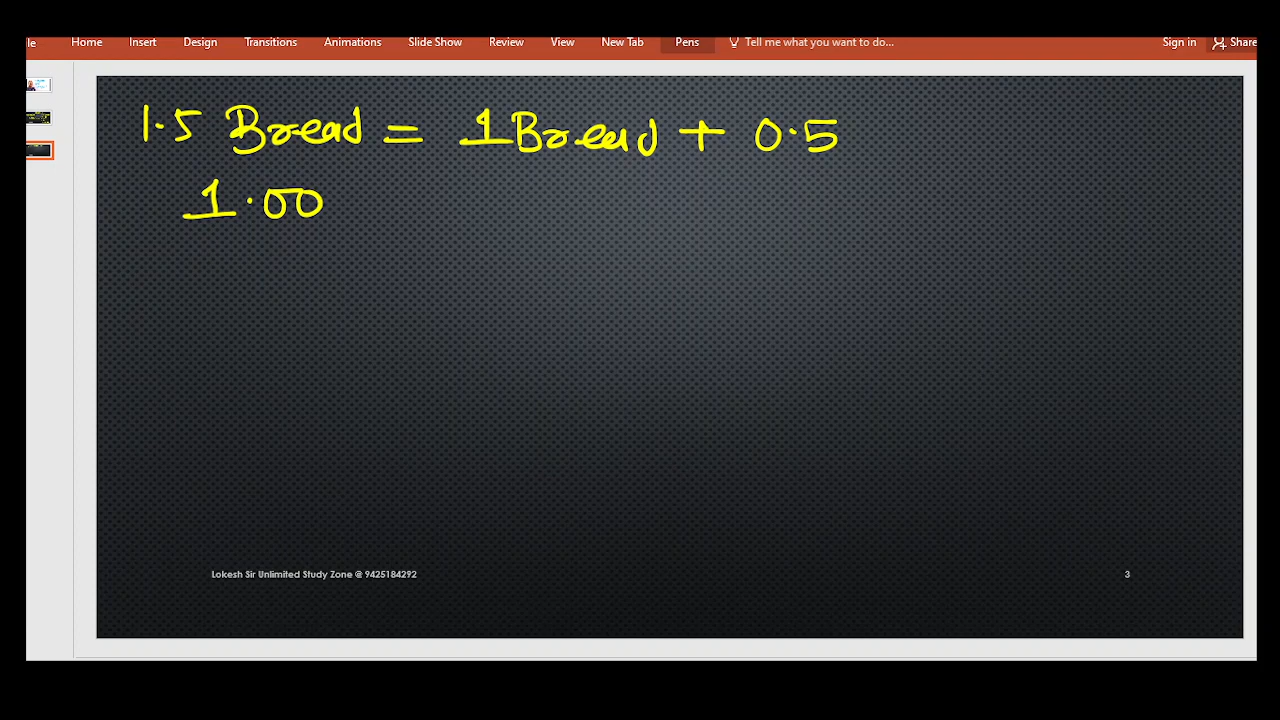 le Home Insert Design Transitions Animations Slide Show Review View New Tab Pens Tell me what you want to do... Sign in Share
1.5 Bread = 1 Bread + 0.5
1.00
Lokesh Sir Unlimited Study Zone @ 9425184292 3